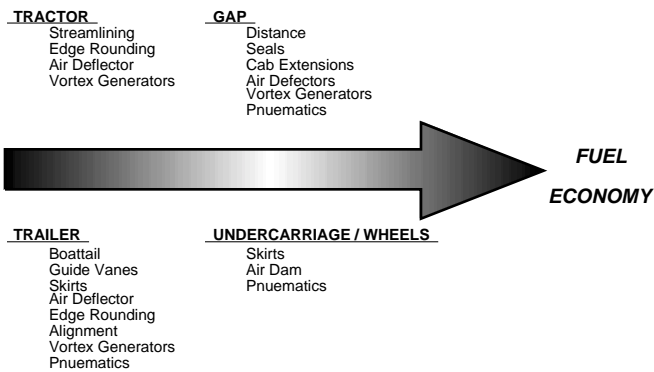 TRACTOR
Streamlining
Edge Rounding
Air Deflector
Vortex Generators
GAP
Distance
Seals
Cab Extensions
Air Defectors
Vortex Generators
Pnuematics
FUEL
ECONOMY
TRAILER
Boattail
Guide Vanes
Skirts
Air Deflector
Edge Rounding
Alignment
Vortex Generators
Pnuematics
UNDERCARRIAGE / WHEELS
Skirts
Air Dam
Pnuematics